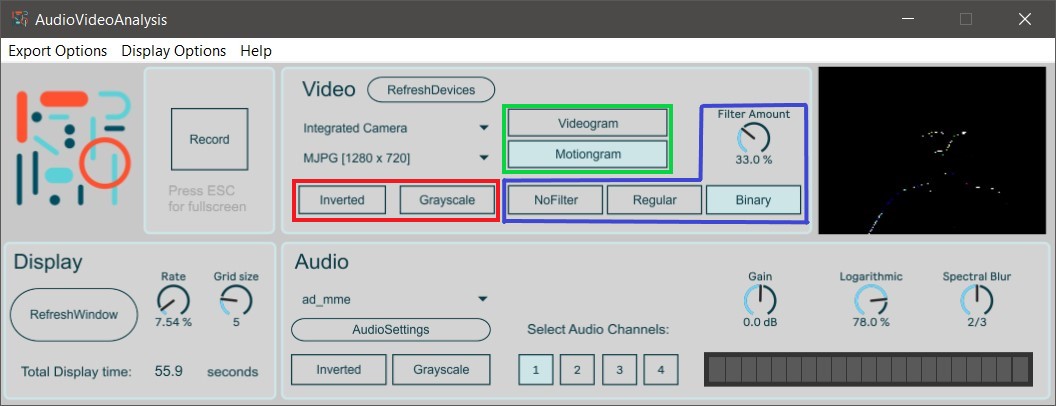 AudioVideoAnalysis
Export Options Display Options Help
Record
Press ESC
for fullscreen
Video
RefreshDevices
Integrated Camera
MJPG [1280 x 720]
Inverted
Grayscale
Videogram
Motiongram
Filter Amount
33.0 %
NoFilter
Regular
Binary
Display
Rate
7.54 %
Grid size
5
RefreshWindow
Total Display time: 55.9 seconds
Audio
ad_mme
AudioSettings
Inverted
Grayscale
Select Audio Channels:
1 2 3 4
Gain
0.0 dB
Logarithmic
78.0 %
Spectral Blur
2/3